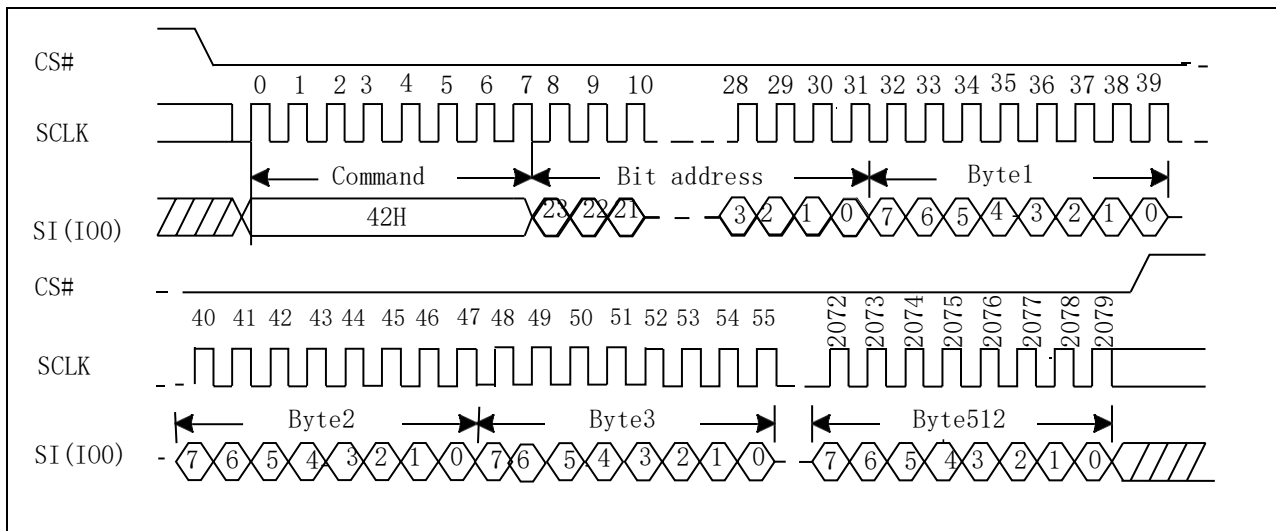 CS#
0 1 2 3 4 5 6 7 8 9 10 28 29 30 31 32 33 34 35 36 37 38 39
SCLK
Command Bit address Byte1
SI(IO0) 42H 23 22 21 3 2 1 0 7 6 5 4 3 2 1 0
CS#
40 41 42 43 44 45 46 47 48 49 50 51 52 53 54 55 2072 2073 2074 2075 2076 2077 2078 2079
SCLK
Byte2 Byte3 Byte512
SI(IO0) 7 6 5 4 3 2 1 0 7 6 5 4 3 2 1 0 7 6 5 4 3 2 1 0